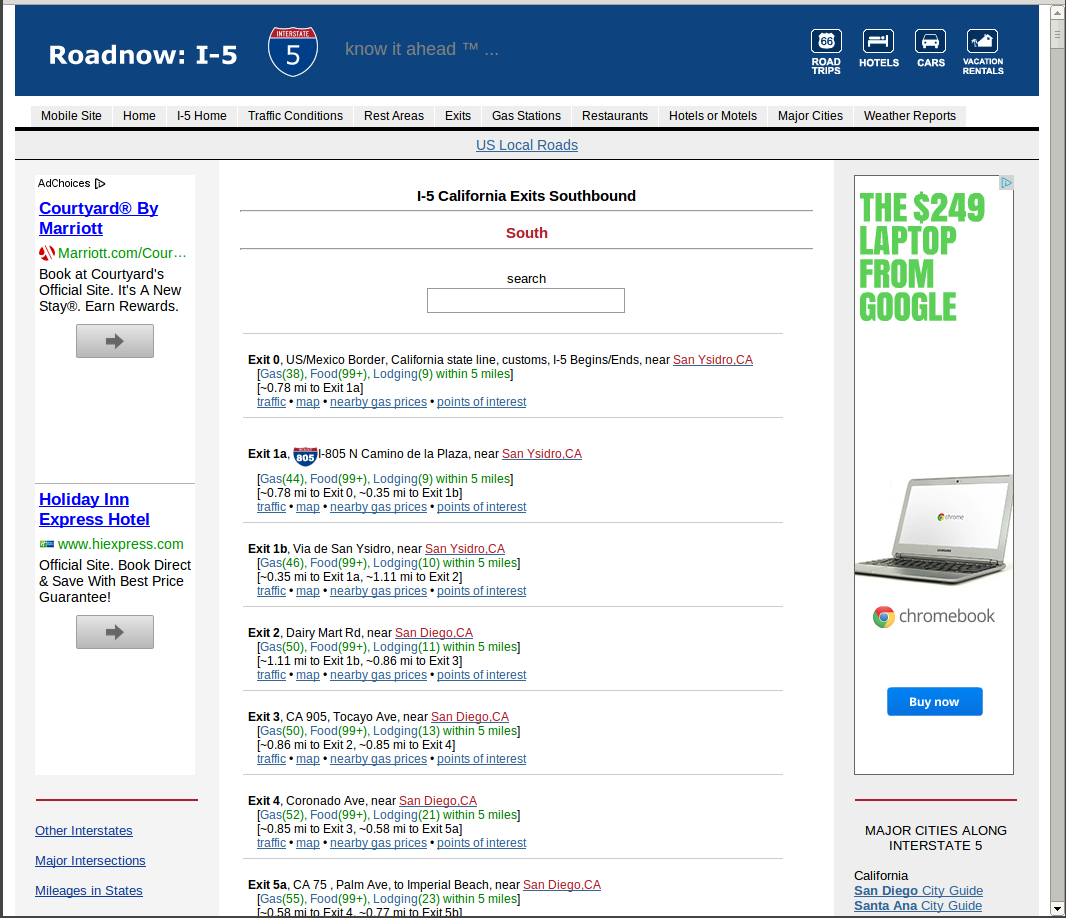 Roadnow: I-5
INTERSTATE
5
know it ahead ™ ...
66
ROAD
TRIPS
HOTELS
CARS
VACATION
RENTALS
Mobile Site
Home
I-5 Home
Traffic Conditions
Rest Areas
Exits
Gas Stations
Restaurants
Hotels or Motels
Major Cities
Weather Reports
US Local Roads
AdChoices
Courtyard® By
Marriott
Marriott.com/Cour…
Book at Courtyard's
Official Site. It's A New
Stay®. Earn Rewards.
Holiday Inn
Express Hotel
www.hiexpress.com
Official Site. Book Direct
& Save With Best Price
Guarantee!
Other Interstates
Major Intersections
Mileages in States
I-5 California Exits Southbound
South
search
Exit 0, US/Mexico Border, California state line, customs, I-5 Begins/Ends, near San Ysidro,CA
[Gas(38), Food(99+), Lodging(9) within 5 miles]
[~0.78 mi to Exit 1a]
traffic • map • nearby gas prices • points of interest
Exit 1a, 805 I-805 N Camino de la Plaza, near San Ysidro,CA
[Gas(44), Food(99+), Lodging(9) within 5 miles]
[~0.78 mi to Exit 0, ~0.35 mi to Exit 1b]
traffic • map • nearby gas prices • points of interest
Exit 1b, Via de San Ysidro, near San Ysidro,CA
[Gas(46), Food(99+), Lodging(10) within 5 miles]
[~0.35 mi to Exit 1a, ~1.11 mi to Exit 2]
traffic • map • nearby gas prices • points of interest
Exit 2, Dairy Mart Rd, near San Diego,CA
[Gas(50), Food(99+), Lodging(11) within 5 miles]
[~1.11 mi to Exit 1b, ~0.86 mi to Exit 3]
traffic • map • nearby gas prices • points of interest
Exit 3, CA 905, Tocayo Ave, near San Diego,CA
[Gas(50), Food(99+), Lodging(13) within 5 miles]
[~0.86 mi to Exit 2, ~0.85 mi to Exit 4]
traffic • map • nearby gas prices • points of interest
Exit 4, Coronado Ave, near San Diego,CA
[Gas(52), Food(99+), Lodging(21) within 5 miles]
[~0.85 mi to Exit 3, ~0.58 mi to Exit 5a]
traffic • map • nearby gas prices • points of interest
Exit 5a, CA 75 , Palm Ave, to Imperial Beach, near San Diego,CA
[Gas(55), Food(99+), Lodging(23) within 5 miles]
[~0.58 mi to Exit 4, ~0.77 mi to Exit 5b]
THE $249
LAPTOP
FROM
GOOGLE
chrome
chromebook
Buy now
MAJOR CITIES ALONG
INTERSTATE 5
California
San Diego City Guide
Santa Ana City Guide